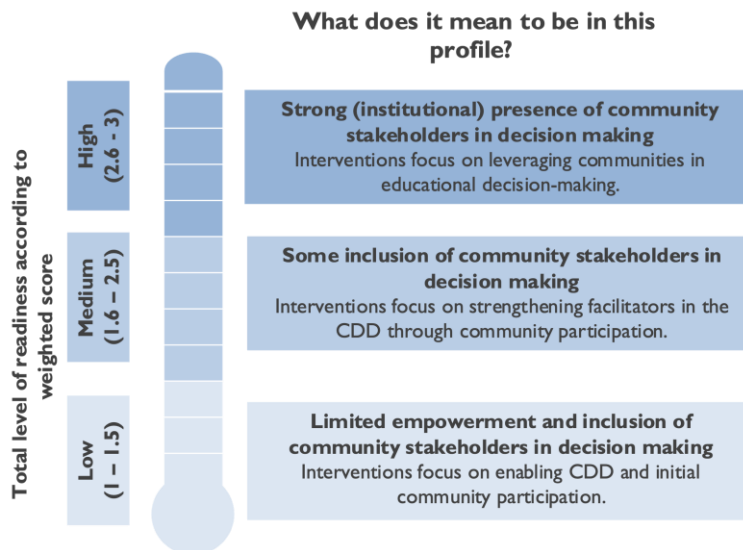 What does it mean to be in this
profile?
Total level of readiness according to
weighted score
High
(2.6 - 3)
Strong (institutional) presence of community
stakeholders in decision making
Interventions focus on leveraging communities in
educational decision-making.
Medium
(1.6 – 2.5)
Some inclusion of community stakeholders in
decision making
Interventions focus on strengthening facilitators in the
CDD through community participation.
Low
(1 – 1.5)
Limited empowerment and inclusion of
community stakeholders in decision making
Interventions focus on enabling CDD and initial
community participation.